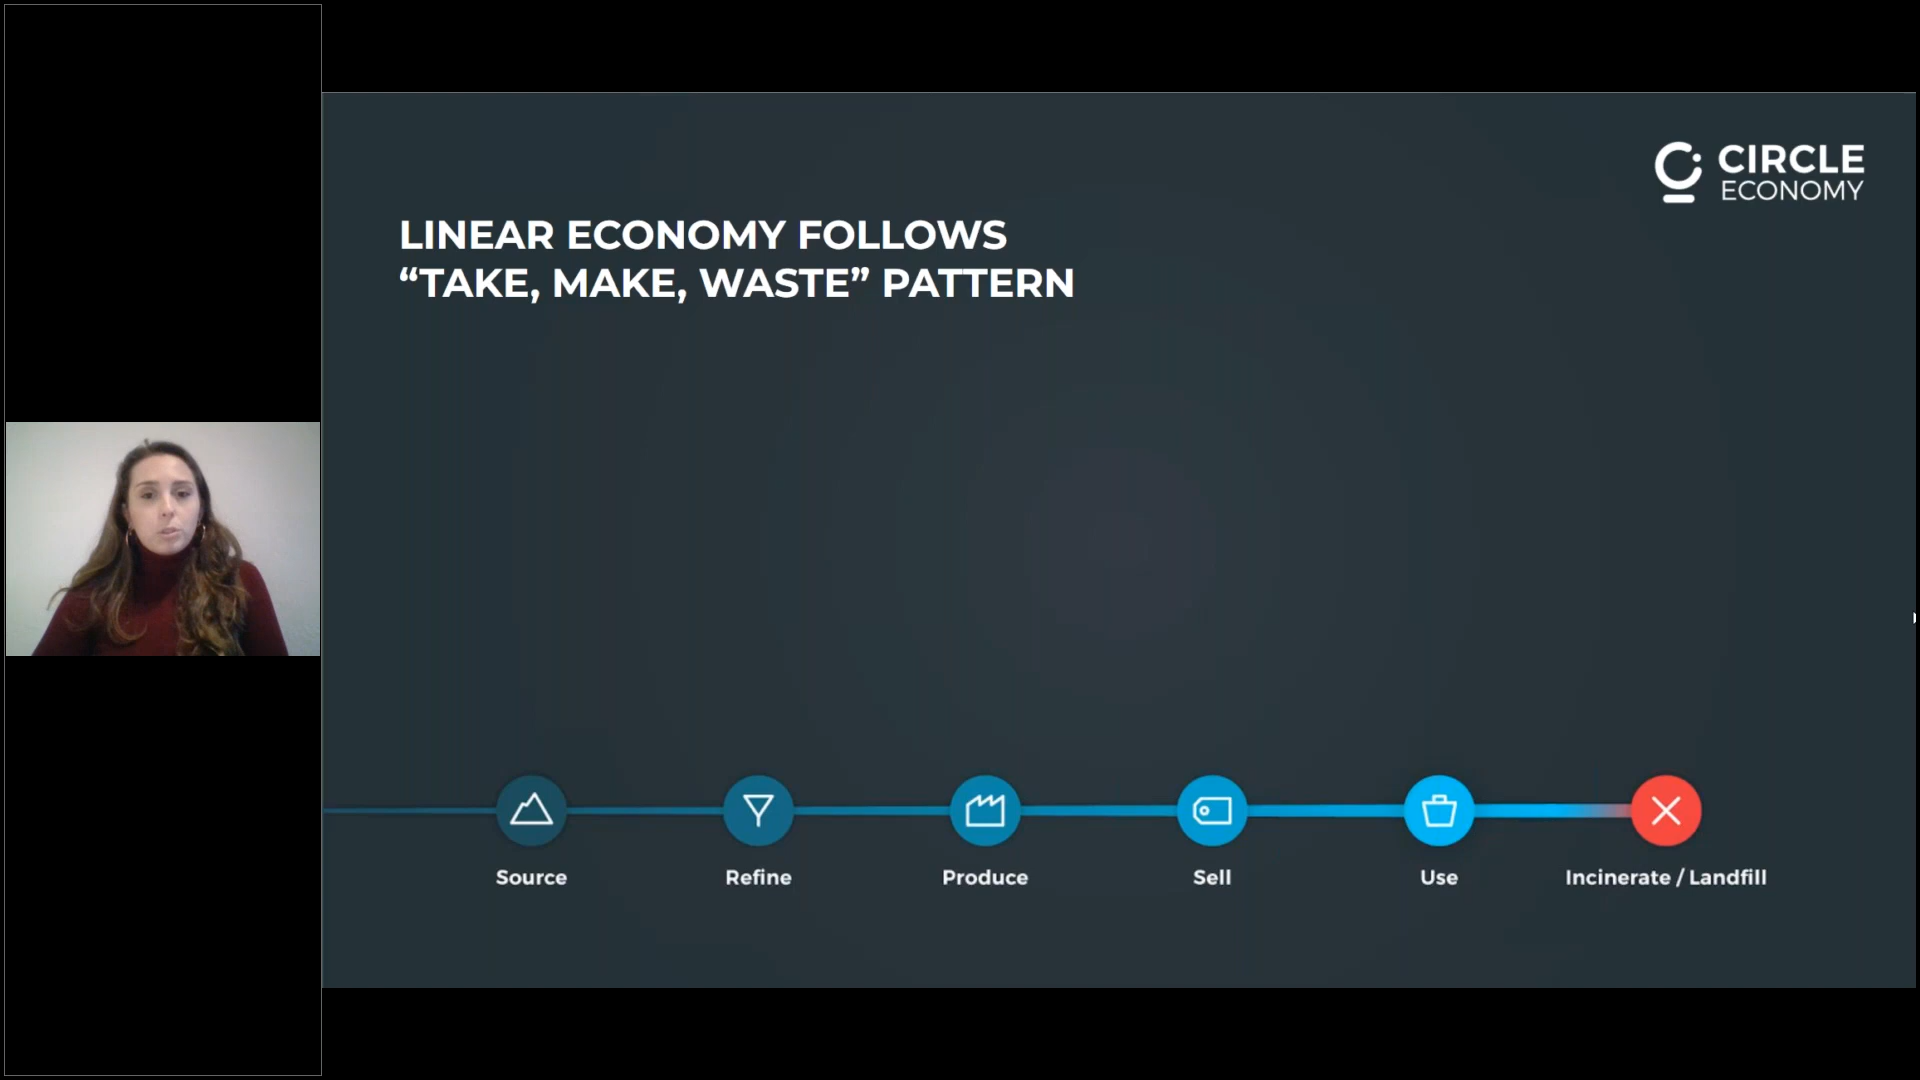 CIRCLE
ECONOMY
LINEAR ECONOMY FOLLOWS
“TAKE, MAKE, WASTE” PATTERN
Source
Refine
Produce
Sell
Use
Incinerate / Landfill